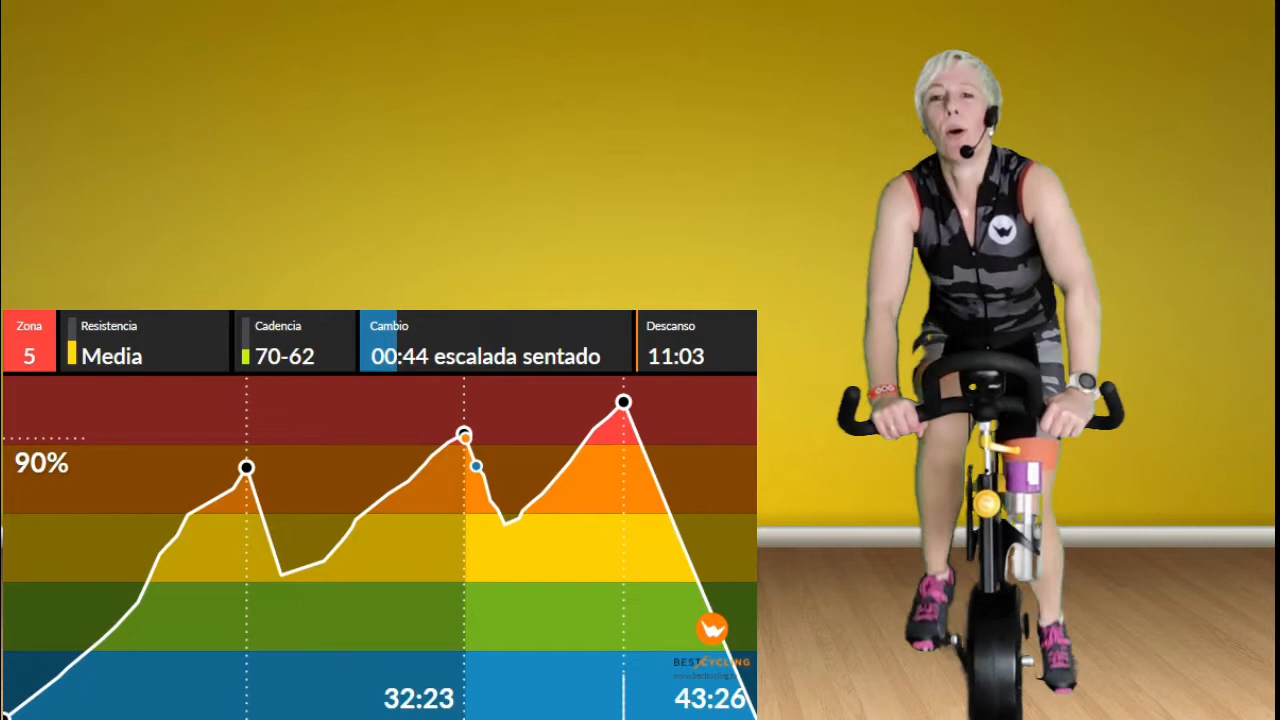 Zona
5
Resistencia
Media
Cadencia
70-62
Cambio
00:44 escalada sentado
Descanso
11:03
90%
32:23
43:26
BESTCYCLING